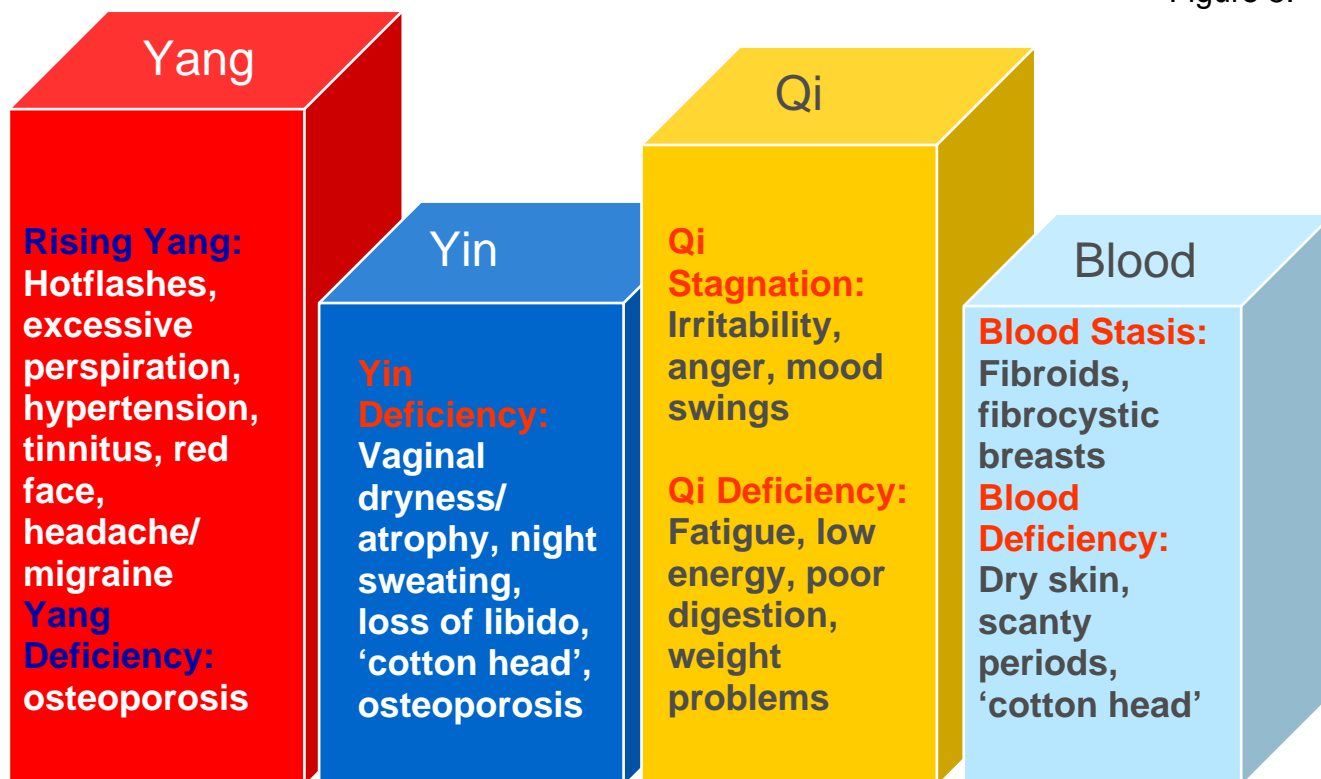 Yang
Rising Yang:
Hotflashes,
excessive
perspiration,
hypertension,
tinnitus, red
face,
headache/
migraine
Yang
Deficiency:
osteoporosis
Yin
Yin
Deficiency:
Vaginal
dryness/
atrophy, night
sweating,
loss of libido,
‘cotton head’,
osteoporosis
Qi
Qi
Stagnation:
Irritability,
anger, mood
swings
Qi Deficiency:
Fatigue, low
energy, poor
digestion,
weight
problems
Blood
Blood Stasis:
Fibroids,
fibrocystic
breasts
Blood
Deficiency:
Dry skin,
scanty
periods,
‘cotton head’